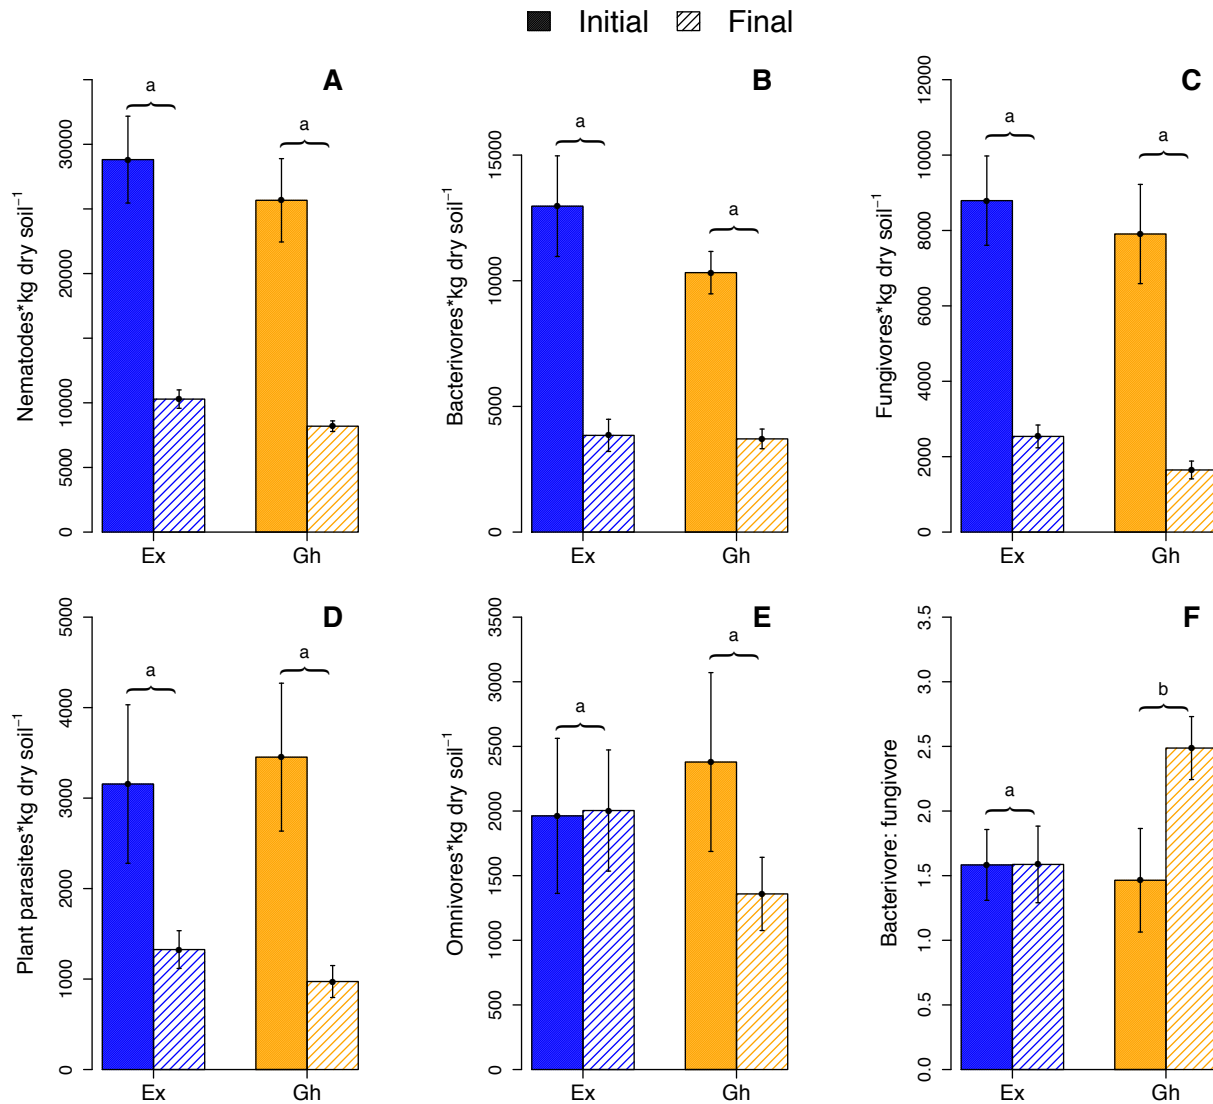 Initial Final
A
a
a
Nematodes*kg dry soil⁻¹
0 5000 10000 20000 30000
Ex Gh
B
a
a
Bacterivores*kg dry soil⁻¹
0 5000 10000 15000
Ex Gh
C
a
a
Fungivores*kg dry soil⁻¹
0 2000 4000 6000 8000 10000 12000
Ex Gh
D
a
a
Plant parasites*kg dry soil⁻¹
0 1000 2000 3000 4000 5000
Ex Gh
E
a
a
Omnivores*kg dry soil⁻¹
0 500 1000 1500 2000 2500 3000 3500
Ex Gh
F
a
b
Bacterivore: fungivore
0.0 0.5 1.0 1.5 2.0 2.5 3.0 3.5
Ex Gh